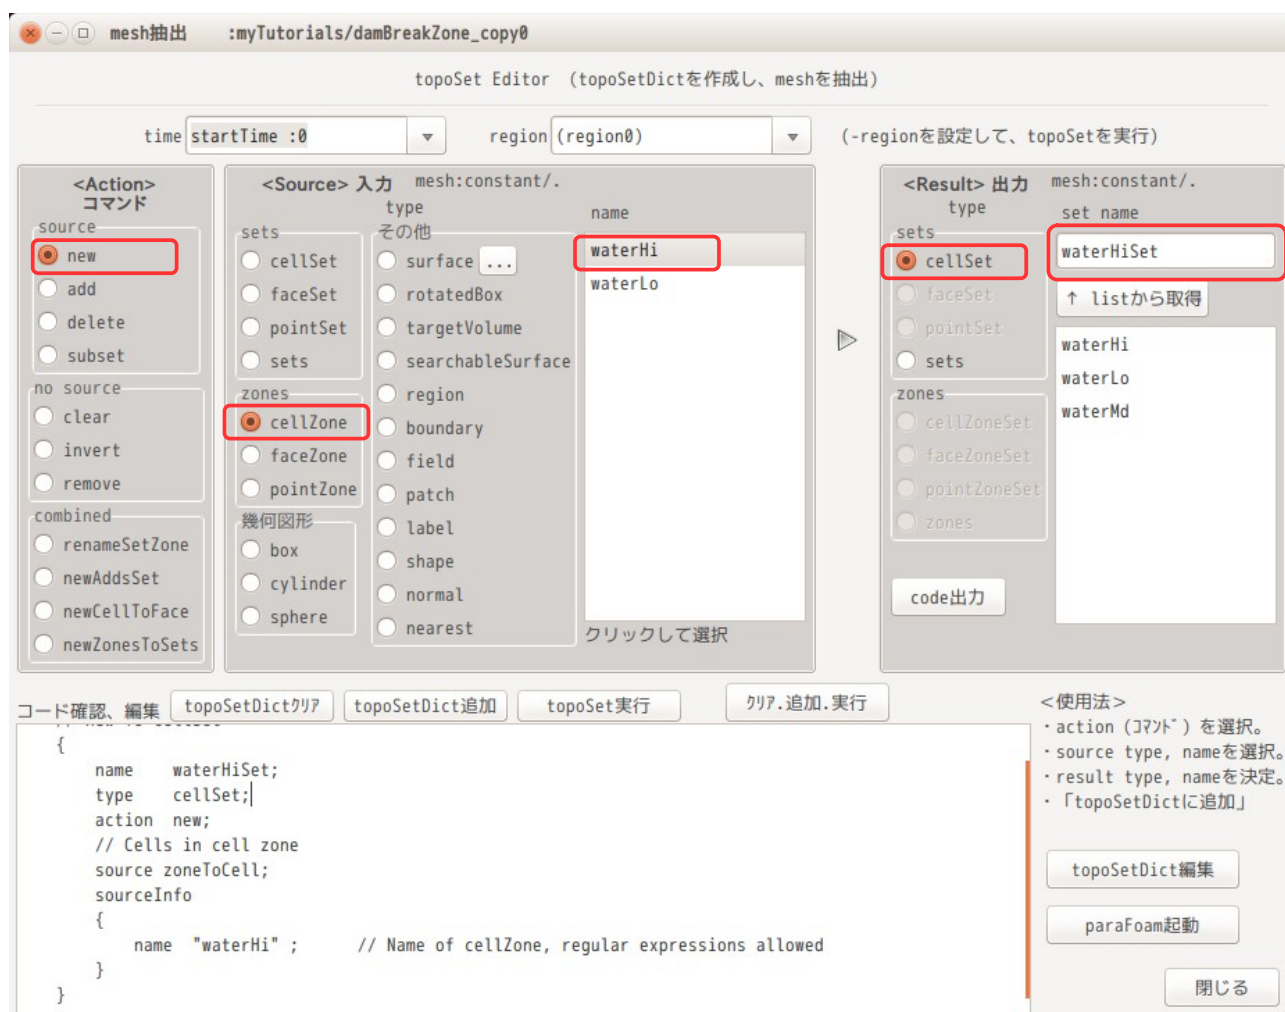 mesh抽出 :myTutorials/damBreakZone_copy0
topoSet Editor (topoSetDictを作成し、meshを抽出)
time startTime :0 region (region0) (-regionを設定して、topoSetを実行)
<Action>
コマンド
source
new
add
delete
subset
no source
clear
invert
remove
combined
renameSetZone
newAddsSet
newCellToFace
newZonesToSets
<Source> 入力 mesh:constant/.
type
sets
cellSet
faceSet
pointSet
sets
zones
cellZone
faceZone
pointZone
幾何図形
box
cylinder
sphere
その他
surface ...
rotatedBox
targetVolume
searchableSurface
region
boundary
field
patch
label
shape
normal
nearest
name
waterHi
waterLo
クリックして選択
<Result> 出力 mesh:constant/.
type
sets
cellSet
faceSet
pointSet
sets
zones
cellZoneSet
faceZoneSet
pointZoneSet
zones
code出力
set name
waterHiSet
↑ listから取得
waterHi
waterLo
waterMd
コード確認、編集 topoSetDictｸﾘｱ topoSetDict追加 topoSet実行 ｸﾘｱ.追加.実行
{
name waterHiSet;
type cellSet;
action new;
// Cells in cell zone
source zoneToCell;
sourceInfo
{
name "waterHi" ; // Name of cellZone, regular expressions allowed
}
}
<使用法>
・action (ｺﾏﾝﾄﾞ) を選択。
・source type, nameを選択。
・result type, nameを決定。
・「topoSetDictに追加」
topoSetDict編集
paraFoam起動
閉じる